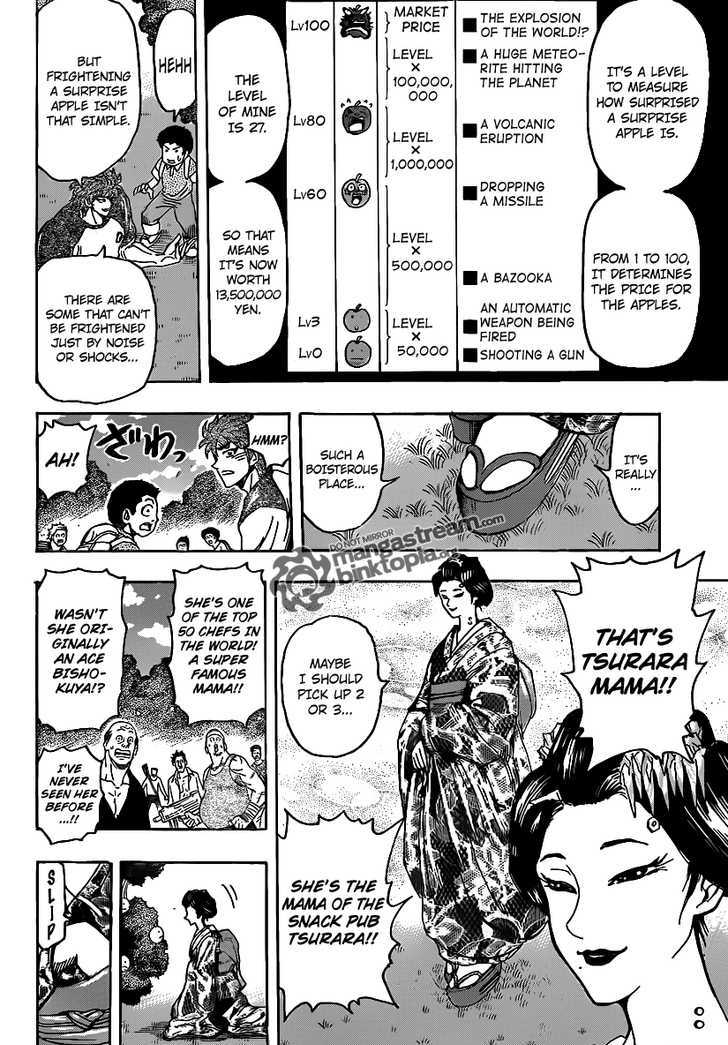 IT'S A LEVEL
TO MEASURE
HOW SURPRISED
A SURPRISE
APPLE IS.
FROM 1 TO 100,
IT DETERMINES
THE PRICE FOR
THE APPLES.
MARKET
PRICE
Lv100
THE EXPLOSION
OF THE WORLD!?
LEVEL
×
100,000,
000
A HUGE METEO-
RITE HITTING
THE PLANET
Lv80
LEVEL
×
1,000,000
A VOLCANIC
ERUPTION
Lv60
DROPPING
A MISSILE
LEVEL
×
500,000
A BAZOOKA
Lv3
AN AUTOMATIC
WEAPON BEING
FIRED
LEVEL
×
50,000
Lv0
SHOOTING A GUN
THE
LEVEL
OF MINE
IS 27.
SO THAT
MEANS
IT'S NOW
WORTH
13,500,000
YEN.
HEHH
BUT
FRIGHTENING
A SURPRISE
APPLE ISN'T
THAT SIMPLE.
THERE ARE
SOME THAT CAN'T
BE FRIGHTENED
JUST BY NOISE
OR SHOCKS...
IT'S
REALLY...
SUCH A
BOISTEROUS
PLACE...
HMM?
ざわっ
AH!
DO NOT MIRROR
mangastream.com
binktopia.org
THAT'S
TSURARA
MAMA!!
MAYBE
I SHOULD
PICK UP 2
OR 3...
SHE'S THE
MAMA OF THE
SNACK PUB
TSURARA!!
SHE'S ONE
OF THE TOP
50 CHEFS IN
THE WORLD!
A SUPER
FAMOUS
MAMA!!
WASN'T
SHE ORI-
GINALLY
AN ACE
BISHO-
KUYA!?
I'VE
NEVER
SEEN HER
BEFORE
...!!
SLIP